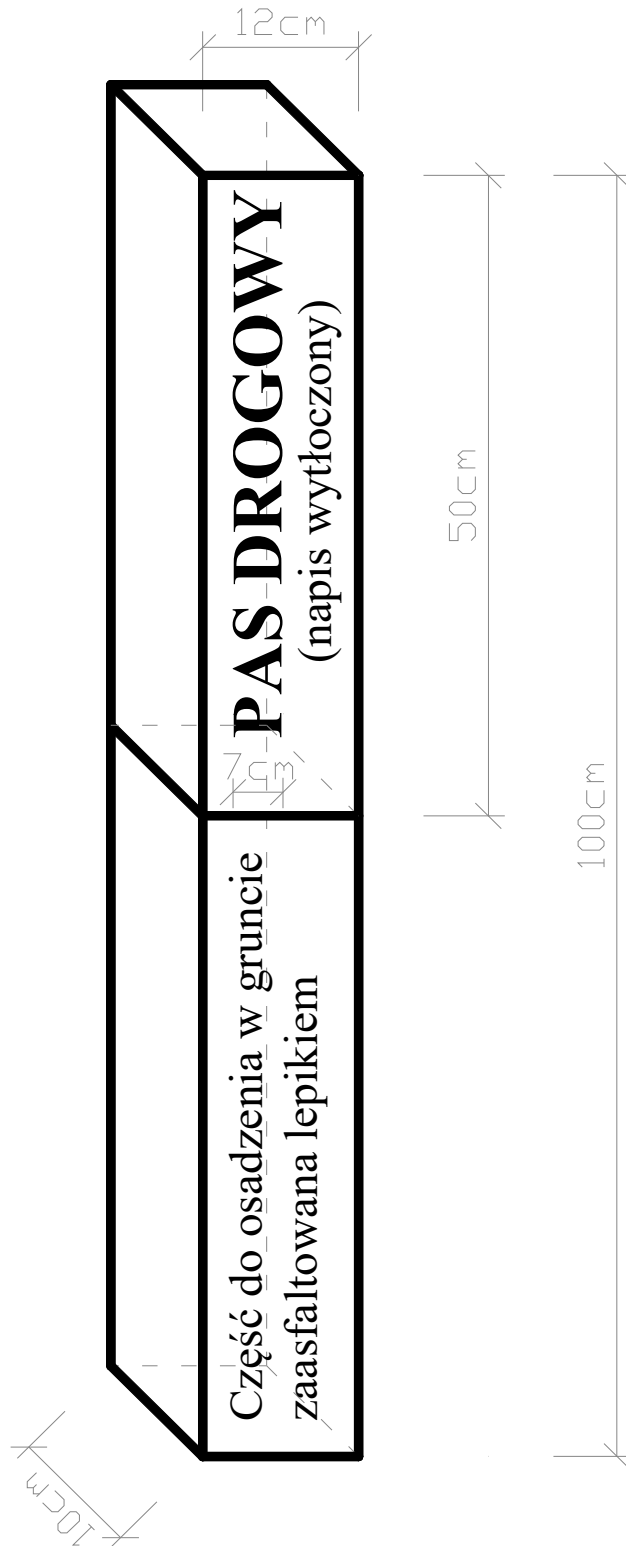 12cm
PAS DROGOWY
(napis wytłoczony)
50cm
7cm
100cm
Część do osadzenia w gruncie
zaasfaltowana lepikiem
10cm